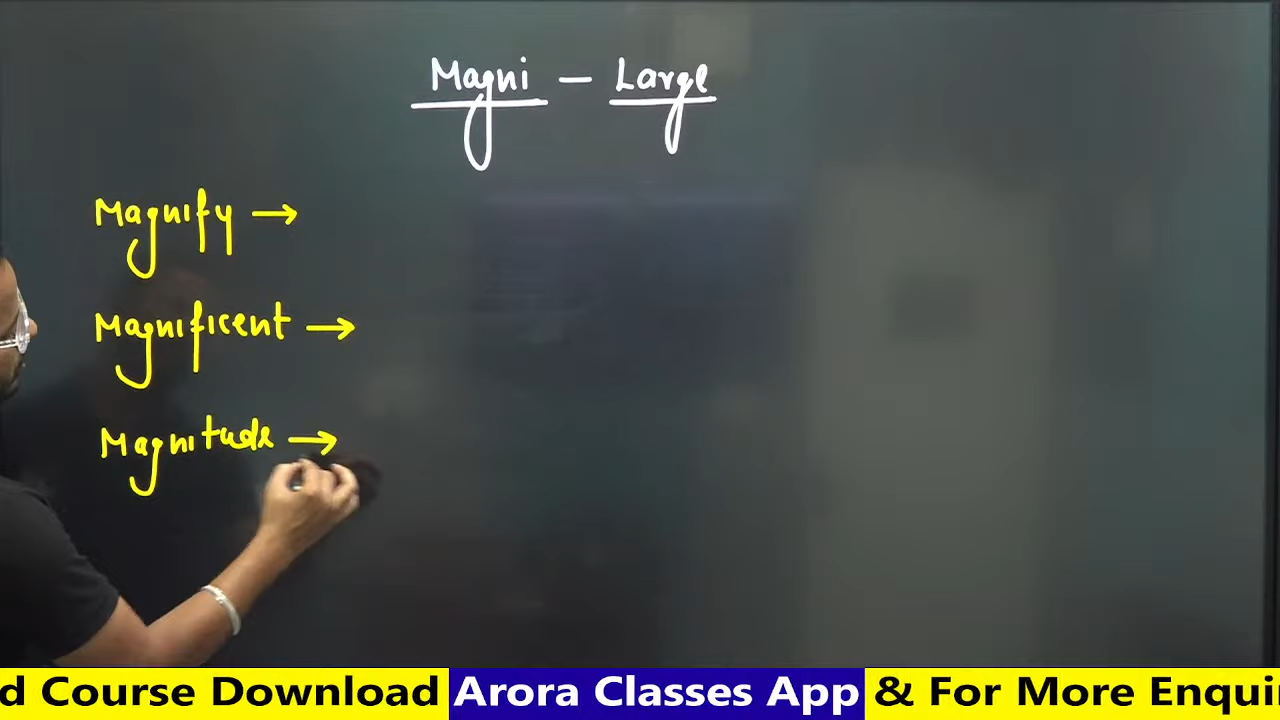 Magni - Large
Magnify →
Magnificent →
Magnitude →
d Course Download Arora Classes App & For More Enqui